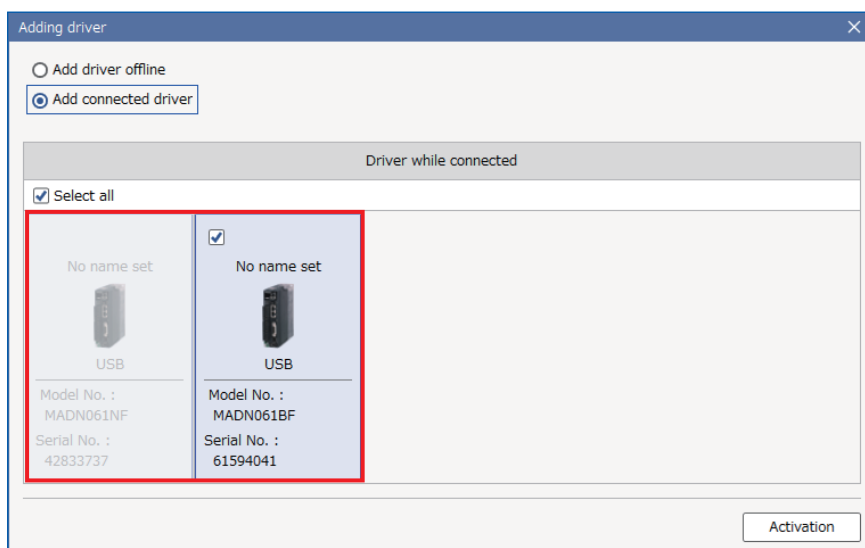 Adding driver
Add driver offline
Add connected driver
Driver while connected
Select all
No name set
USB
Model No. :
MADN061NF
Serial No. :
42833737
No name set
USB
Model No. :
MADN061BF
Serial No. :
61594041
Activation